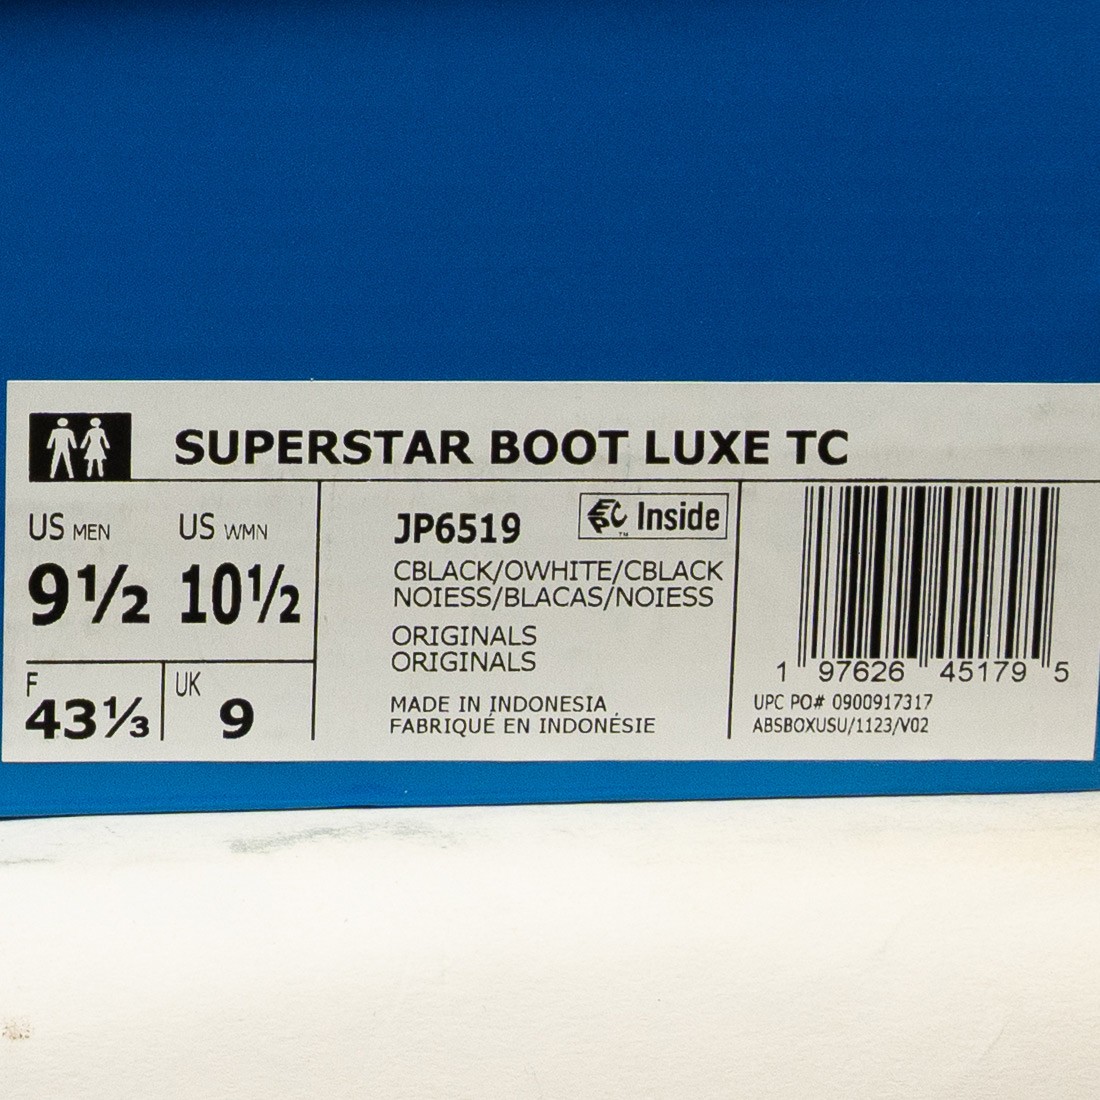 SUPERSTAR BOOT LUXE TC
US MEN
9½
US WMN
10½
F
43⅓
UK
9
JP6519
EPC Inside
™
CBLACK/OWHITE/CBLACK
NOIESS/BLACAS/NOIESS
ORIGINALS
ORIGINALS
MADE IN INDONESIA
FABRIQUÉ EN INDONÉSIE
1 97626 45179 5
UPC PO# 0900917317
ABSBOXUSU/1123/V02